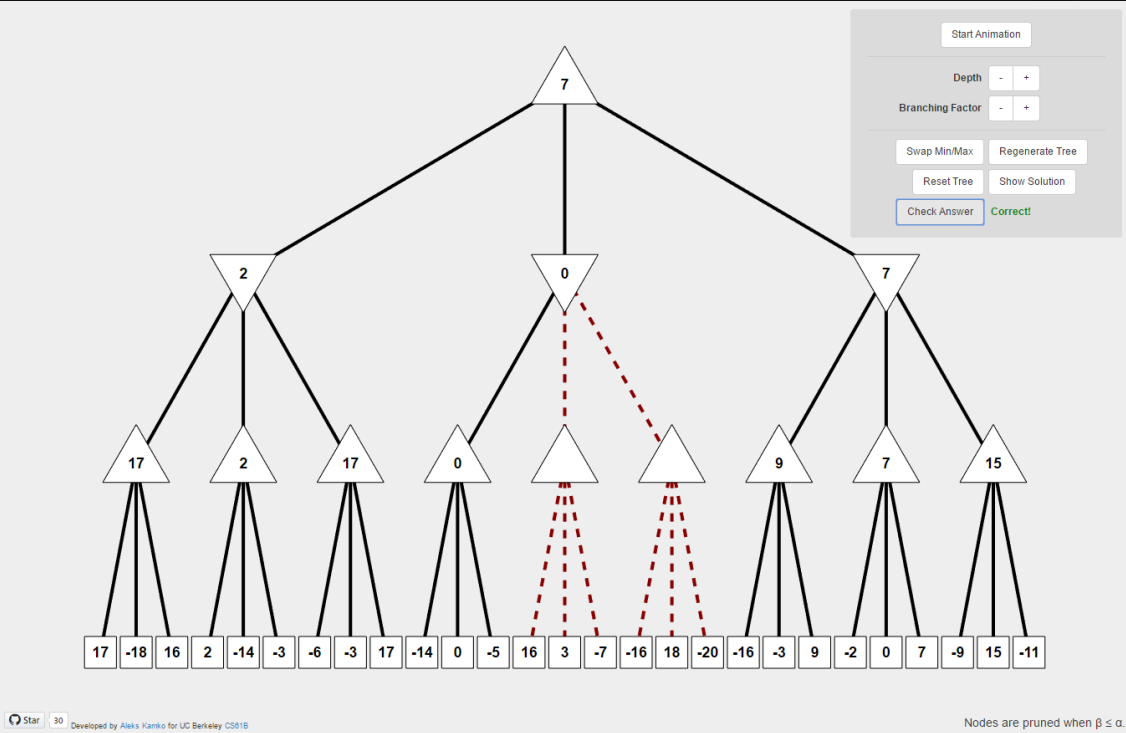 Start Animation
Depth - +
Branching Factor - +
Swap Min/Max Regenerate Tree
Reset Tree Show Solution
Check Answer Correct!
7
2 0 7
17 2 17 0 9 7 15
17 -18 16 2 -14 -3 -6 -3 17 -14 0 -5 16 3 -7 -16 18 -20 -16 -3 9 -2 0 7 -9 15 -11
Star 30 Developed by Aleks Kamko for UC Berkeley CS61B
Nodes are pruned when β ≤ α.